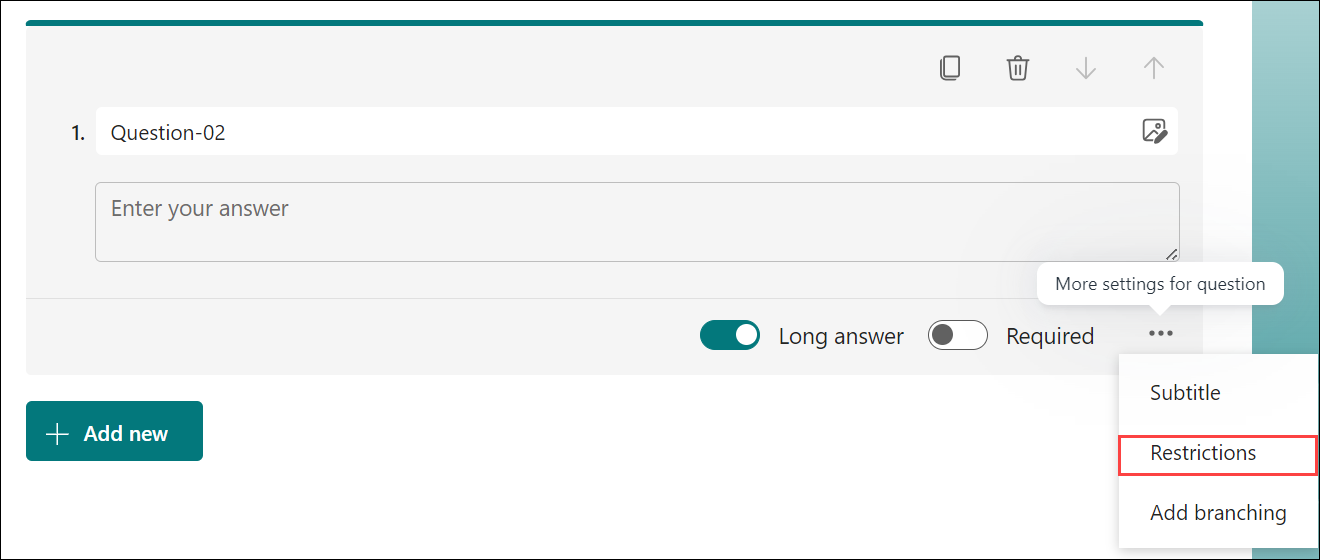 1. Question-02
Enter your answer
More settings for question
Long answer Required
Subtitle
Add new
Restrictions
Add branching